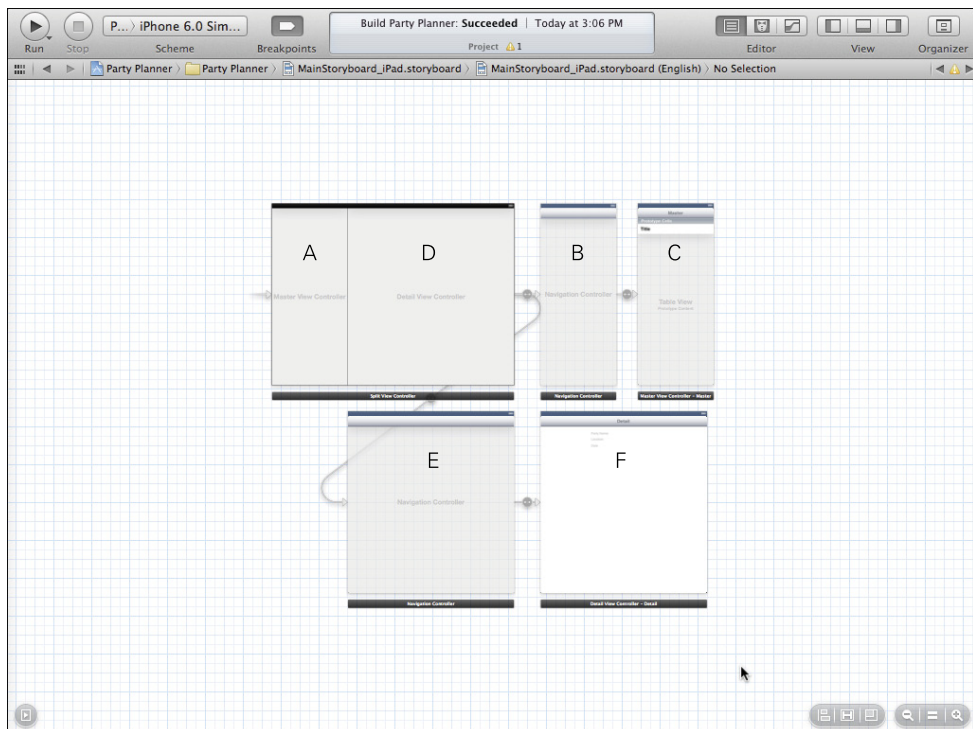 P... 〉 iPhone 6.0 Sim...
Build Party Planner: Succeeded | Today at 3:06 PM
Project 1
Run Stop Scheme Breakpoints Editor View Organizer
Party Planner 〉 Party Planner 〉 MainStoryboard_iPad.storyboard 〉 MainStoryboard_iPad.storyboard (English) 〉 No Selection
Master
Prototype Cells
Title
A D B C
Master View Controller Detail View Controller Navigation Controller Table View
Prototype Content
Split View Controller Navigation Controller Master View Controller – Master
Detail
E F
Navigation Controller
Navigation Controller Detail View Controller – Detail